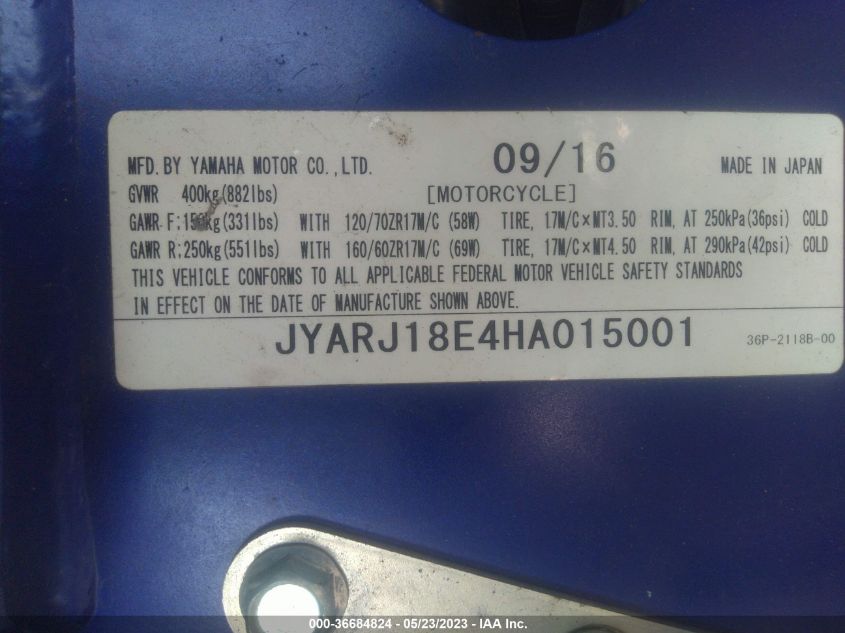 MFD. BY YAMAHA MOTOR CO., LTD. 09/16 MADE IN JAPAN
GVWR 400kg(882lbs) [MOTORCYCLE]
GAWR F:150kg(331lbs) WITH 120/70ZR17M/C (58W) TIRE, 17M/C×MT3.50 RIM, AT 250kPa(36psi) COLD
GAWR R:250kg(551lbs) WITH 160/60ZR17M/C (69W) TIRE, 17M/C×MT4.50 RIM, AT 290kPa(42psi) COLD
THIS VEHICLE CONFORMS TO ALL APPLICABLE FEDERAL MOTOR VEHICLE SAFETY STANDARDS
IN EFFECT ON THE DATE OF MANUFACTURE SHOWN ABOVE.
JYARJ18E4HA015001 36P-2118B-00
000-36684824 - 05/23/2023 - IAA Inc.